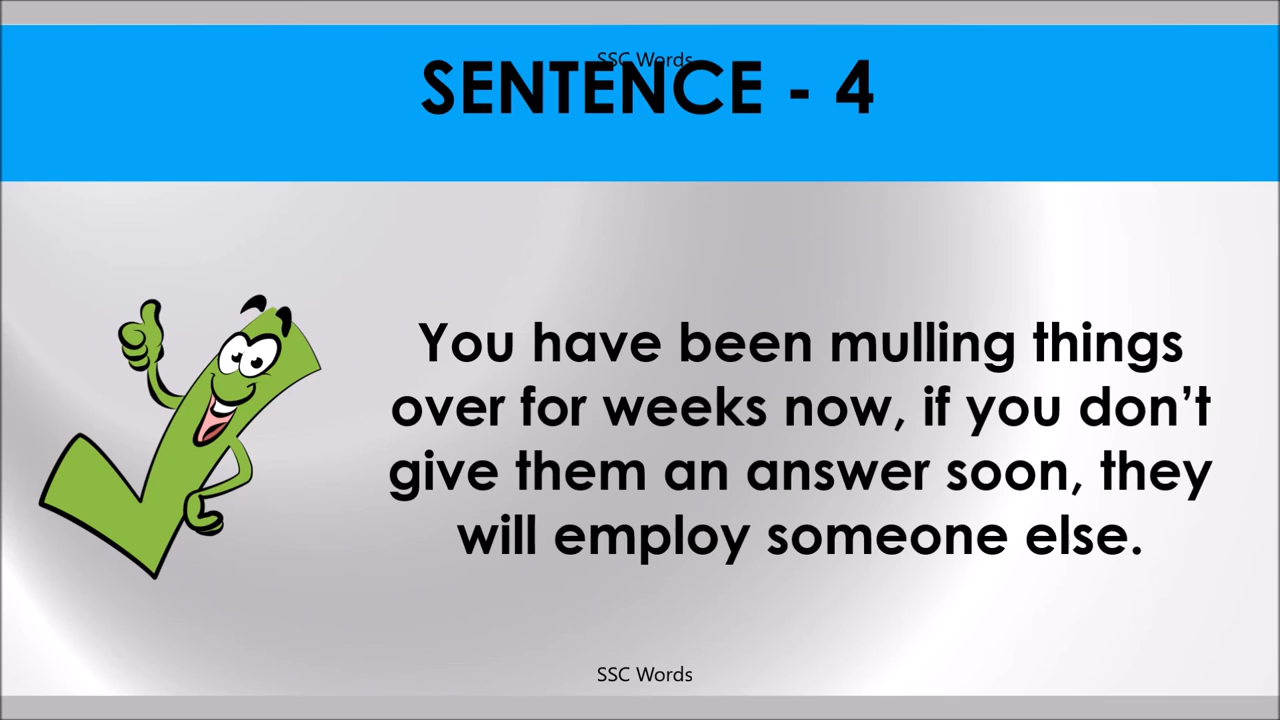 SSC Words
SENTENCE - 4
You have been mulling things
over for weeks now, if you don’t
give them an answer soon, they
will employ someone else.
SSC Words